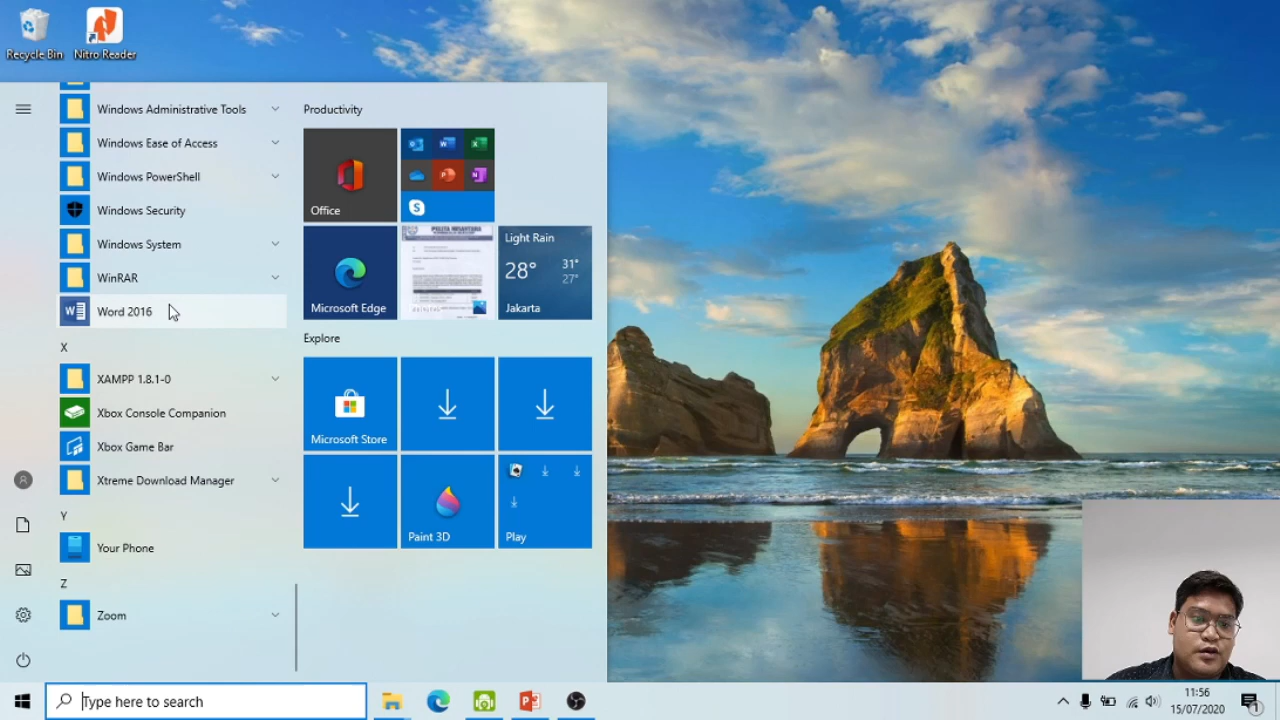 Recycle Bin
Nitro Reader
Windows Administrative Tools
Windows Ease of Access
Windows PowerShell
Windows Security
Windows System
WinRAR
Word 2016
X
XAMPP 1.8.1-0
Xbox Console Companion
Xbox Game Bar
Xtreme Download Manager
Y
Your Phone
Z
Zoom
Productivity
Office
Microsoft Edge
Light Rain
28°
31°
27°
Jakarta
Explore
Microsoft Store
Paint 3D
Play
Type here to search
11:56
15/07/2020
1